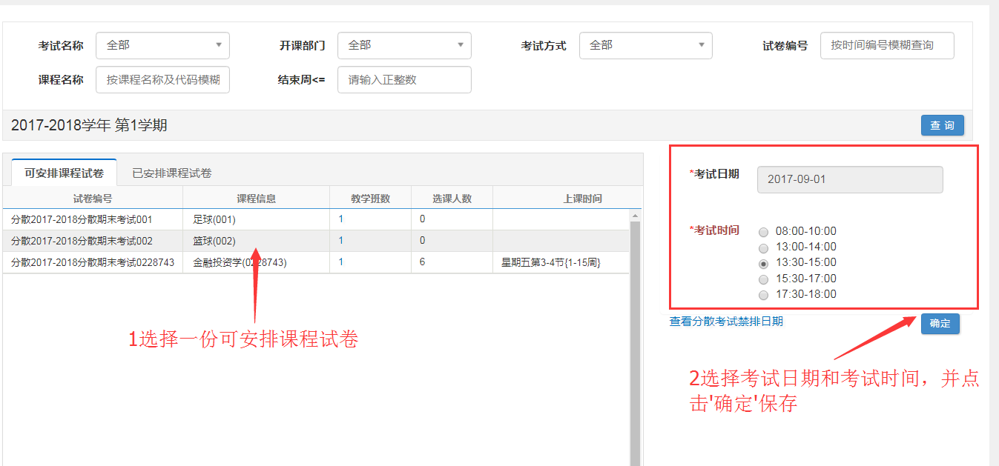 考试名称 全部 开课部门 全部 考试方式 全部 试卷编号 按时间编号模糊查询
课程名称 按课程名称及代码模糊 结束周<= 请输入正整数
2017-2018学年 第1学期 查 询
可安排课程试卷 已安排课程试卷
试卷编号 课程信息 教学班数 选课人数 上课时间
分散2017-2018分散期末考试001 足球(001) 1 0
分散2017-2018分散期末考试002 篮球(002) 1 0
分散2017-2018分散期末考试0228743 金融投资学(0228743) 1 6 星期五第3-4节{1-15周}
1选择一份可安排课程试卷
*考试日期 2017-09-01
*考试时间 08:00-10:00
13:00-14:00
13:30-15:00
15:30-17:00
17:30-18:00
查看分散考试禁排日期 确定
2选择考试日期和考试时间，并点
击'确定'保存